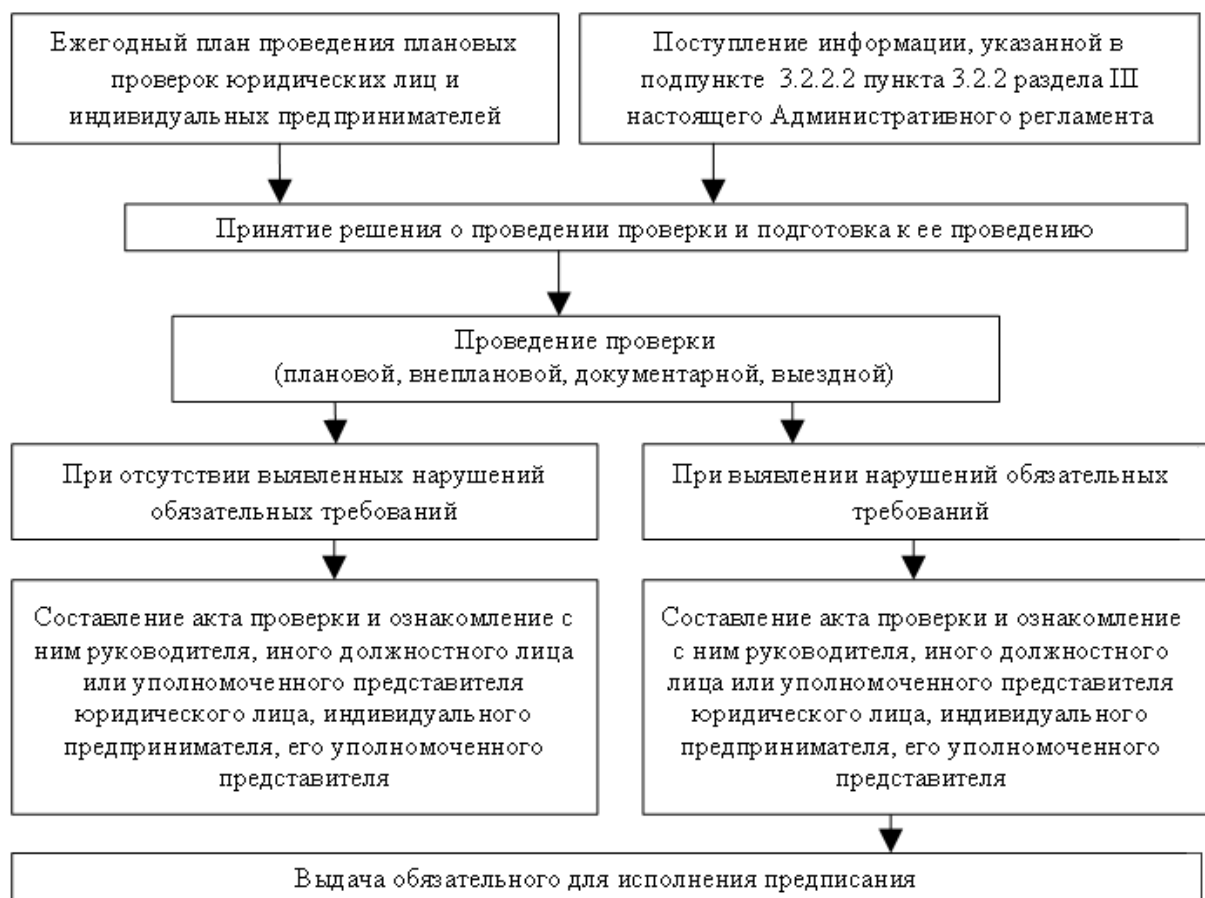 Ежегодный план проведения плановых
проверок юридических лиц и
индивидуальных предпринимателей
Поступление информации, указанной в
подпункте 3.2.2.2 пункта 3.2.2 раздела III
настоящего Административного регламента
Принятие решения о проведении проверки и подготовка к ее проведению
Проведение проверки
(плановой, внеплановой, документарной, выездной)
При отсутствии выявленных нарушений
обязательных требований
При выявлении нарушений обязательных
требований
Составление акта проверки и ознакомление с
ним руководителя, иного должностного лица
или уполномоченного представителя
юридического лица, индивидуального
предпринимателя, его уполномоченного
представителя
Составление акта проверки и ознакомление
с ним руководителя, иного должностного
лица или уполномоченного представителя
юридического лица, индивидуального
предпринимателя, его уполномоченного
представителя
Выдача обязательного для исполнения предписания